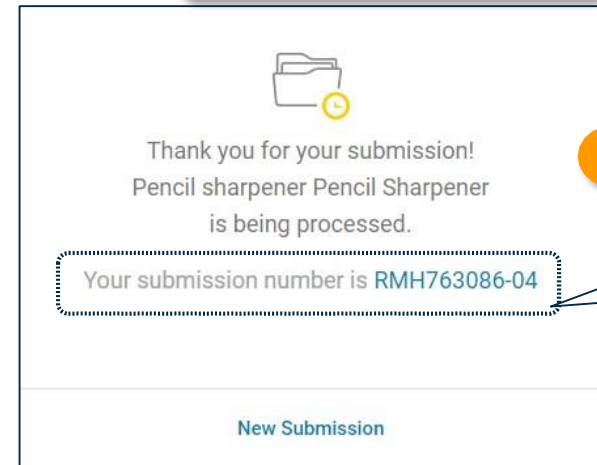 Thank you for your submission!
Pencil sharpener Pencil Sharpener
is being processed.
Your submission number is RMH763086-04
New Submission